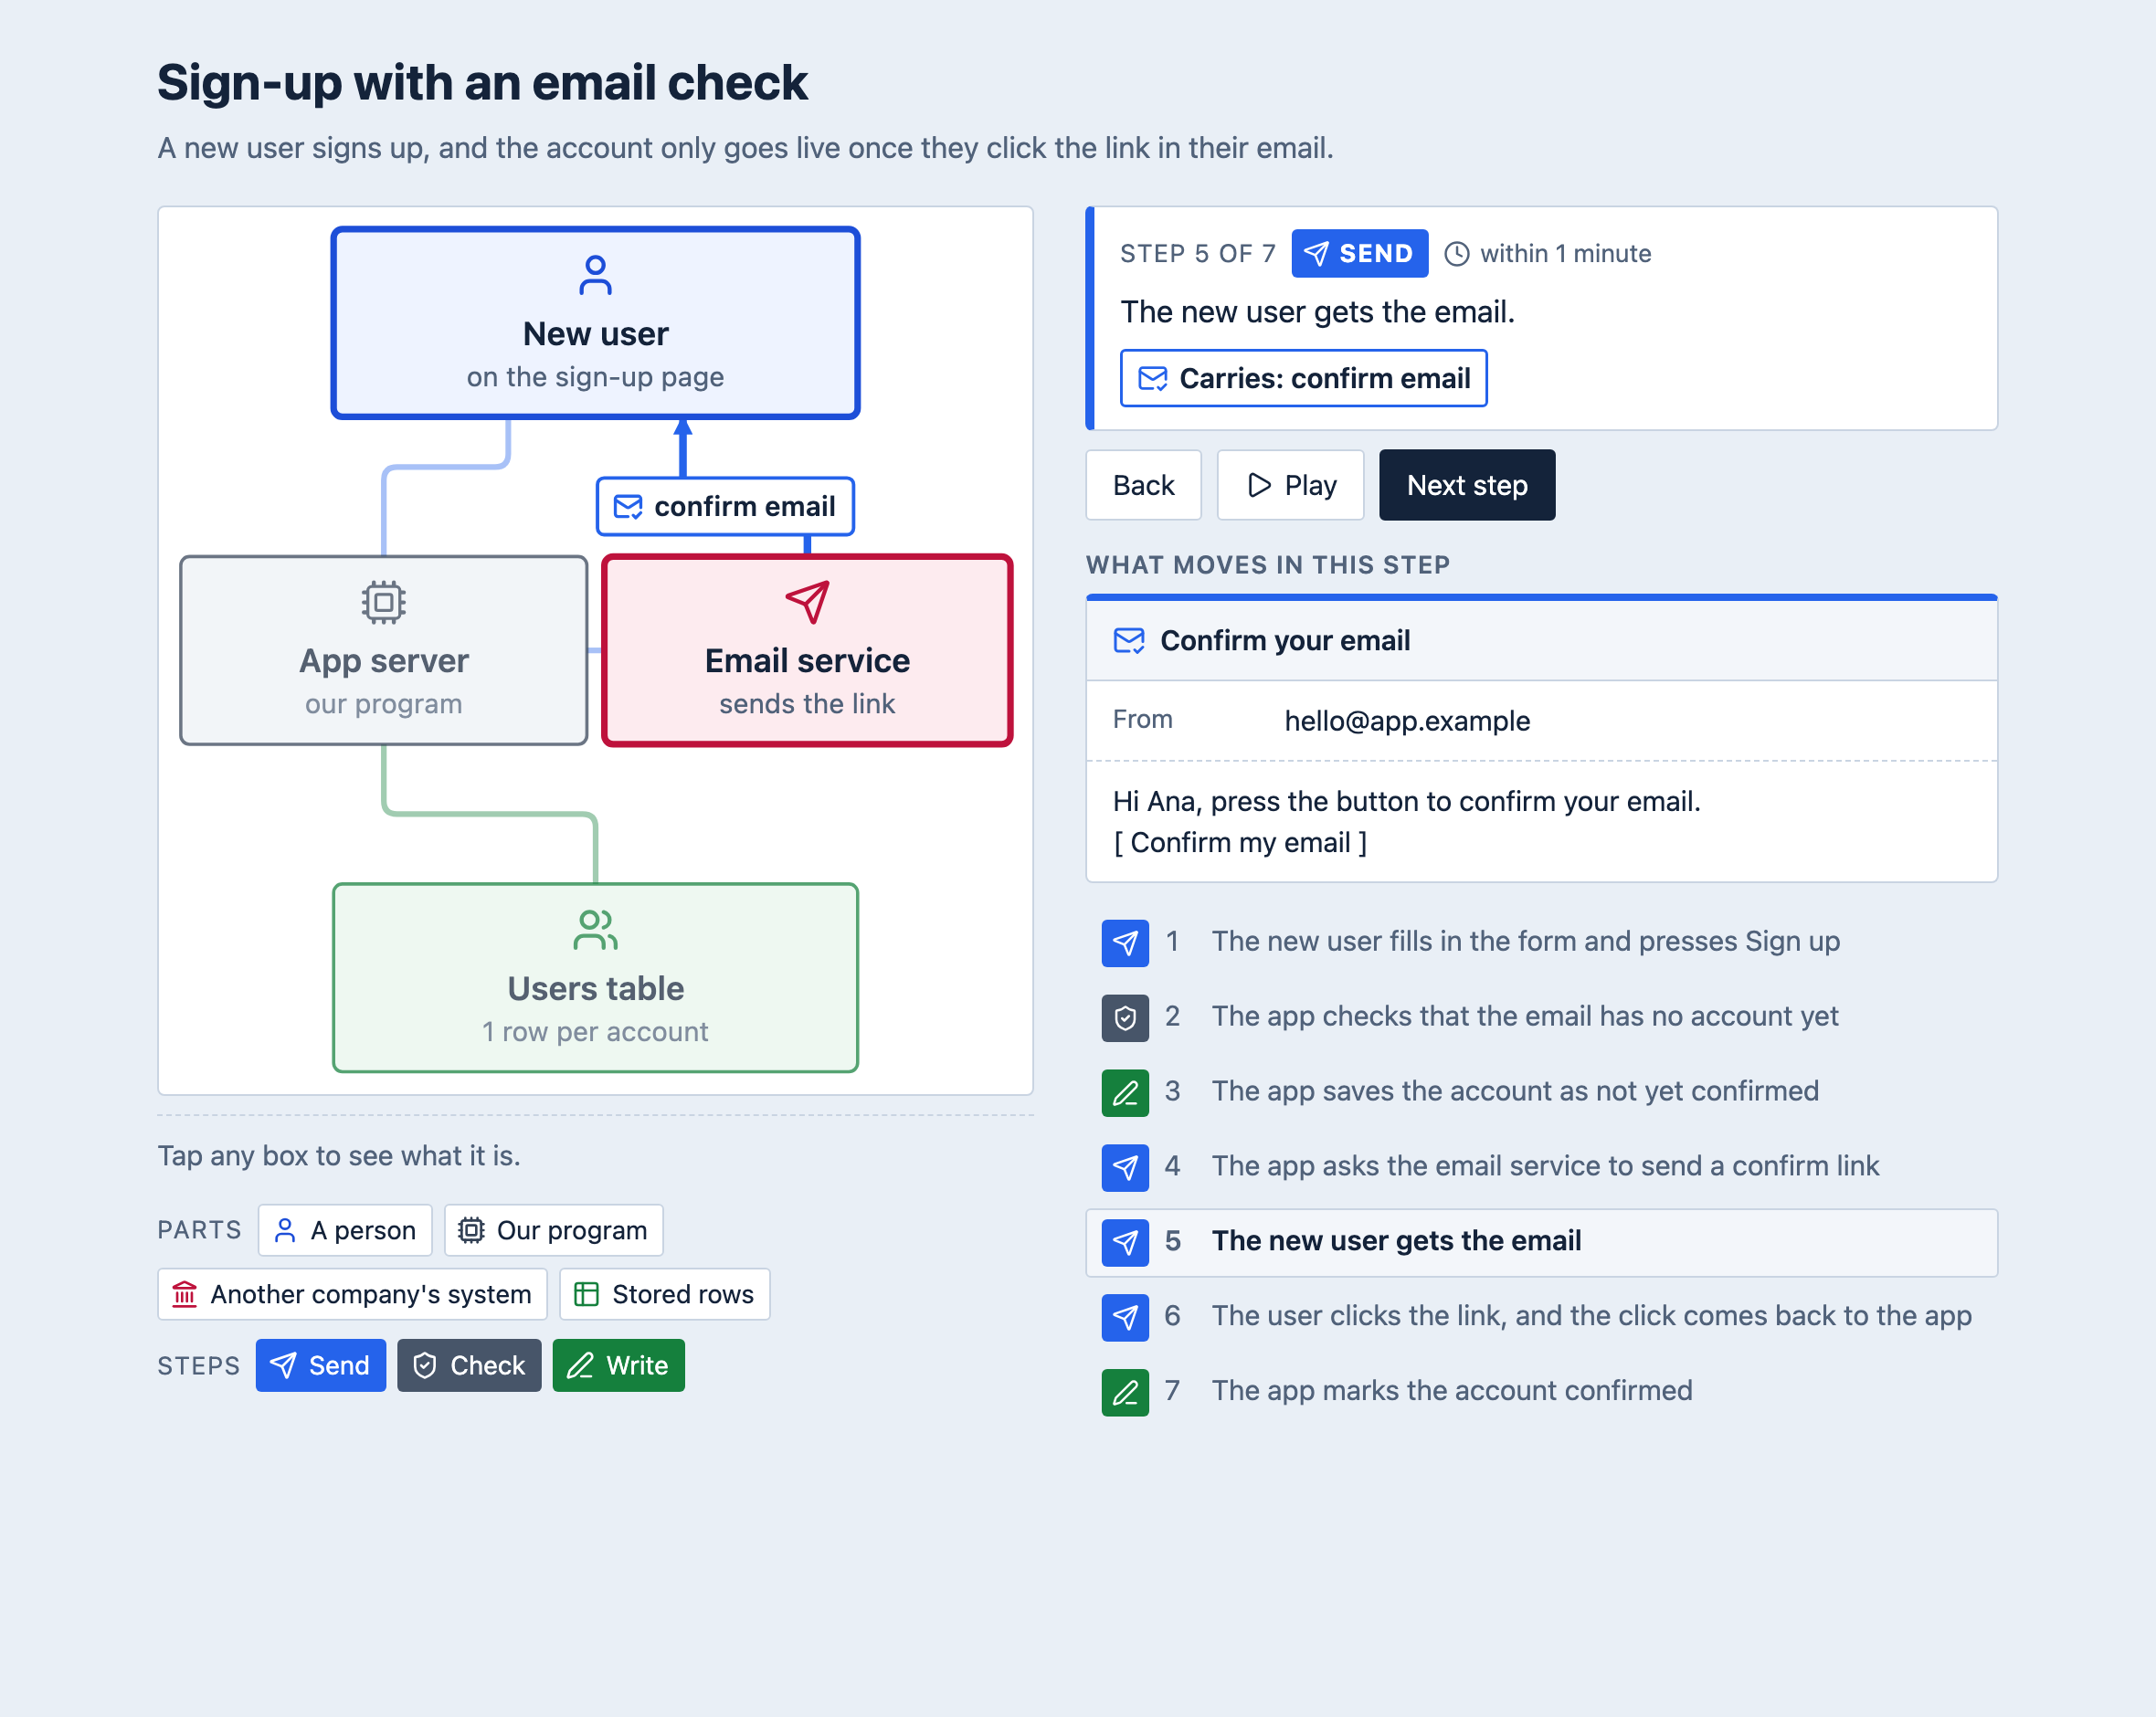 Sign-up with an email check
A new user signs up, and the account only goes live once they click the link in their email.
New user
on the sign-up page
confirm email
App server
our program
Email service
sends the link
Users table
1 row per account
Tap any box to see what it is.
PARTS A person Our program
Another company's system Stored rows
STEPS Send Check Write
STEP 5 OF 7 SEND within 1 minute
The new user gets the email.
Carries: confirm email
Back Play Next step
WHAT MOVES IN THIS STEP
Confirm your email
From hello@app.example
Hi Ana, press the button to confirm your email.
[ Confirm my email ]
1 The new user fills in the form and presses Sign up
2 The app checks that the email has no account yet
3 The app saves the account as not yet confirmed
4 The app asks the email service to send a confirm link
5 The new user gets the email
6 The user clicks the link, and the click comes back to the app
7 The app marks the account confirmed